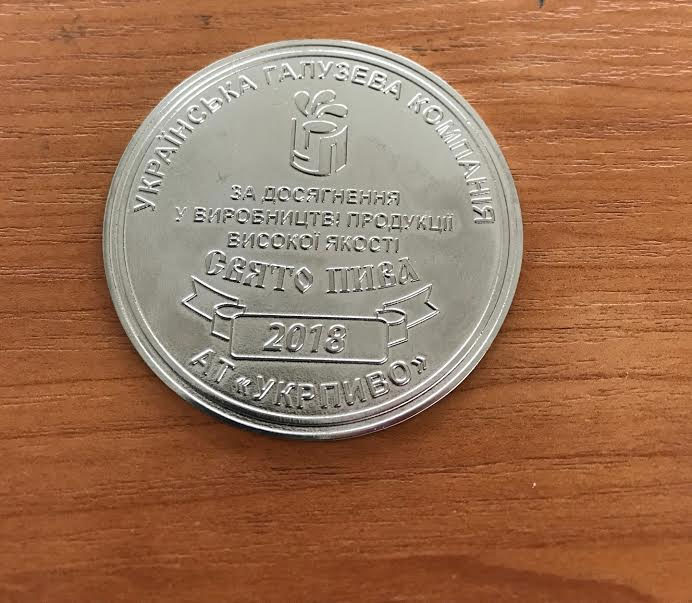 УКРАЇНСЬКА ГАЛУЗЕВА КОМПАНІЯ
ЗА ДОСЯГНЕННЯ
У ВИРОБНИЦТВІ ПРОДУКЦІЇ
ВИСОКОЇ ЯКОСТІ
СВЯТО ПИВА
2018
АТ «УКРПИВО»